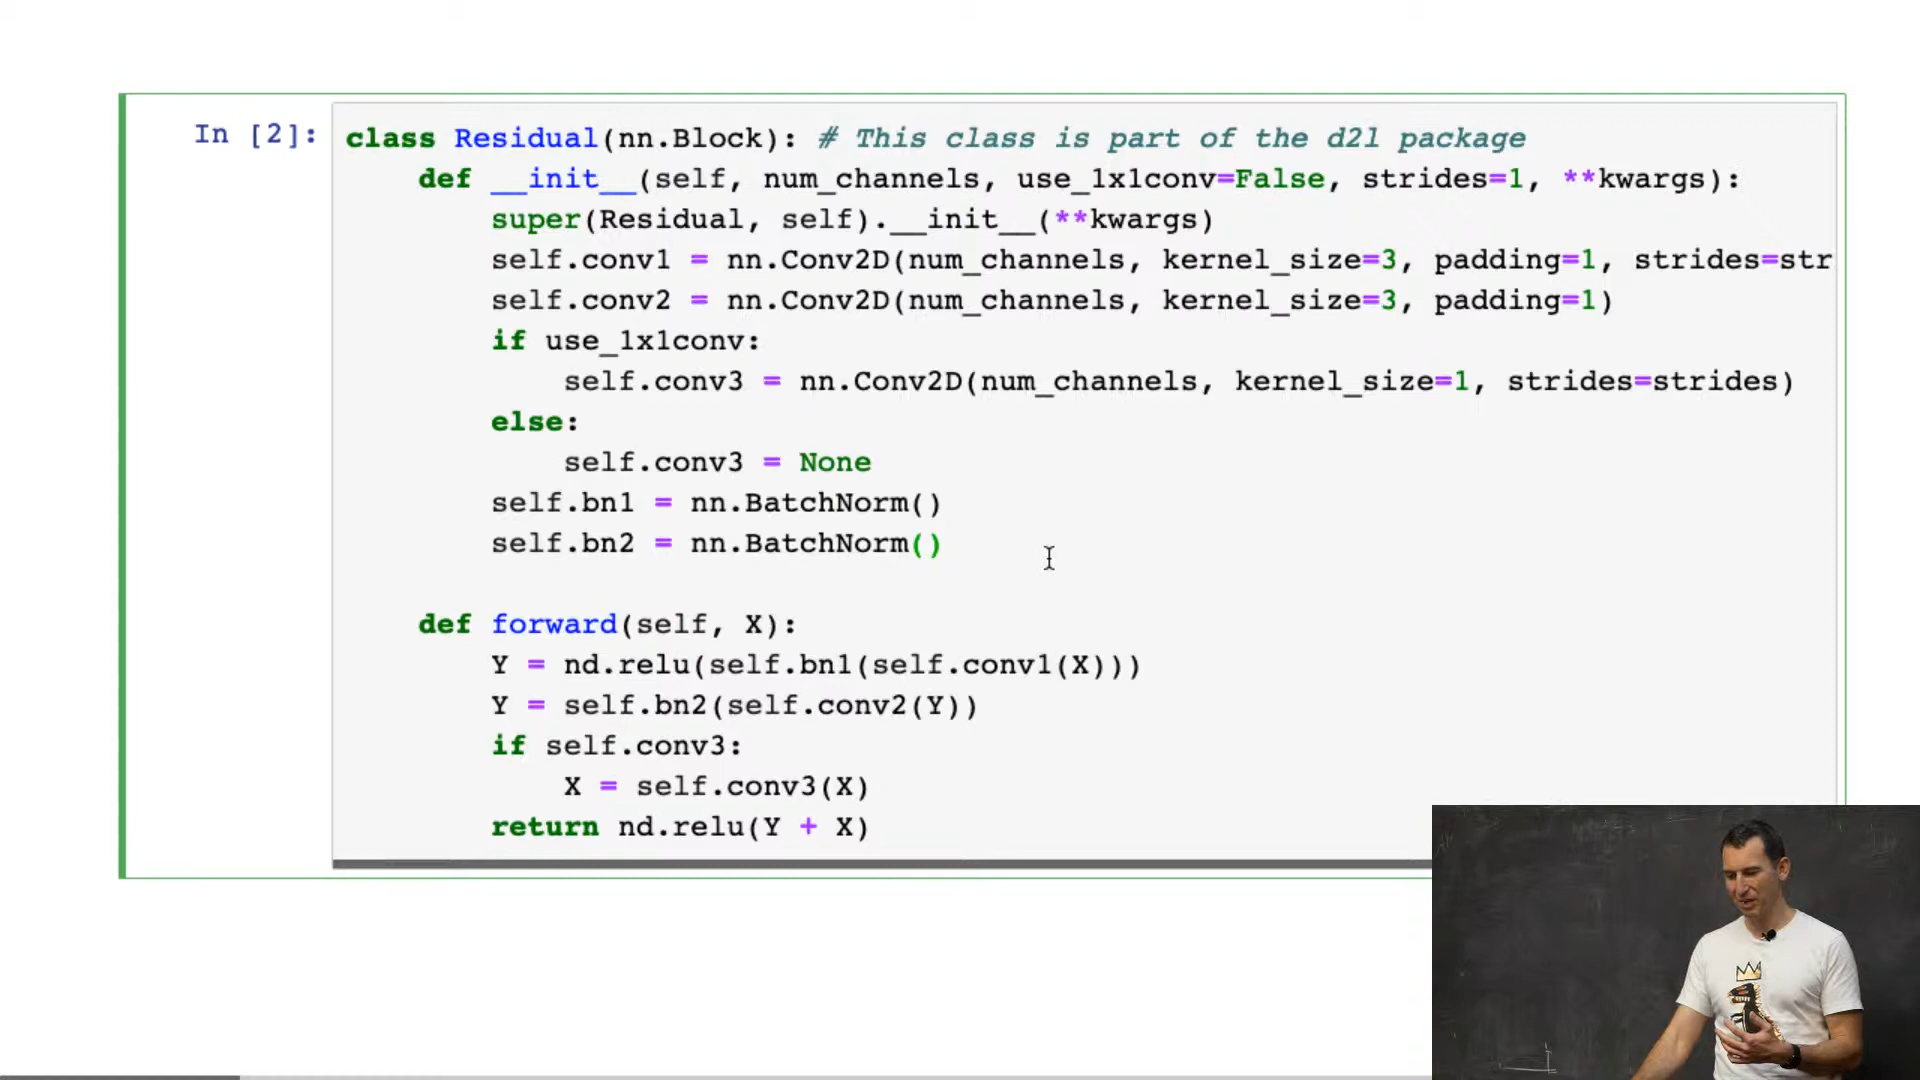 In [2]:
class Residual(nn.Block): # This class is part of the d2l package
    def __init__(self, num_channels, use_1x1conv=False, strides=1, **kwargs):
        super(Residual, self).__init__(**kwargs)
        self.conv1 = nn.Conv2D(num_channels, kernel_size=3, padding=1, strides=str
        self.conv2 = nn.Conv2D(num_channels, kernel_size=3, padding=1)
        if use_1x1conv:
            self.conv3 = nn.Conv2D(num_channels, kernel_size=1, strides=strides)
        else:
            self.conv3 = None
        self.bn1 = nn.BatchNorm()
        self.bn2 = nn.BatchNorm()
    def forward(self, X):
        Y = nd.relu(self.bn1(self.conv1(X)))
        Y = self.bn2(self.conv2(Y))
        if self.conv3:
            X = self.conv3(X)
        return nd.relu(Y + X)